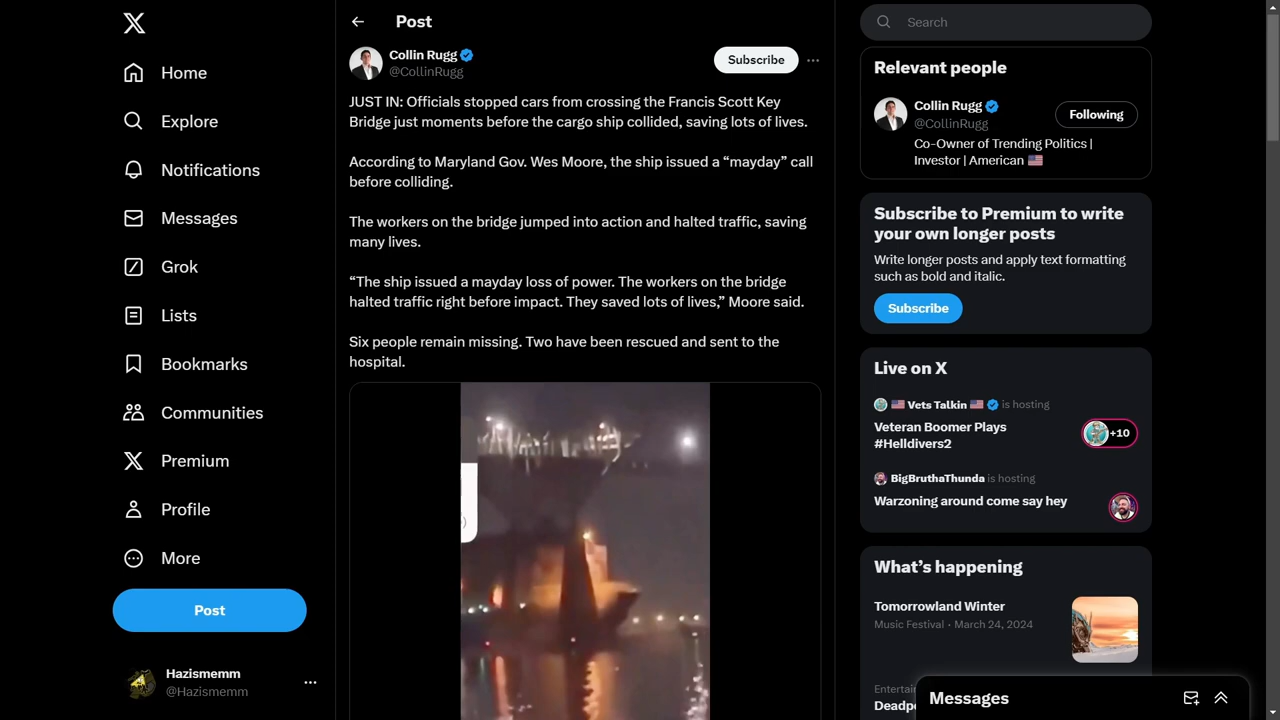 Home
Explore
Notifications
Messages
Grok
Lists
Bookmarks
Communities
Premium
Profile
More
Post
Hazismemm
@Hazismemm
Post
Collin Rugg
@CollinRugg
Subscribe
JUST IN: Officials stopped cars from crossing the Francis Scott Key
Bridge just moments before the cargo ship collided, saving lots of lives.
According to Maryland Gov. Wes Moore, the ship issued a “mayday” call
before colliding.
The workers on the bridge jumped into action and halted traffic, saving
many lives.
“The ship issued a mayday loss of power. The workers on the bridge
halted traffic right before impact. They saved lots of lives,” Moore said.
Six people remain missing. Two have been rescued and sent to the
hospital.
Search
Relevant people
Collin Rugg
@CollinRugg
Following
Co-Owner of Trending Politics |
Investor | American 🇺🇸
Subscribe to Premium to write
your own longer posts
Write longer posts and apply text formatting
such as bold and italic.
Subscribe
Live on X
🇺🇸 Vets Talkin 🇺🇸 is hosting
Veteran Boomer Plays
#Helldivers2
+10
BigBruthaThunda is hosting
Warzoning around come say hey
What’s happening
Tomorrowland Winter
Music Festival · March 24, 2024
Entertai
Deadpo
Messages